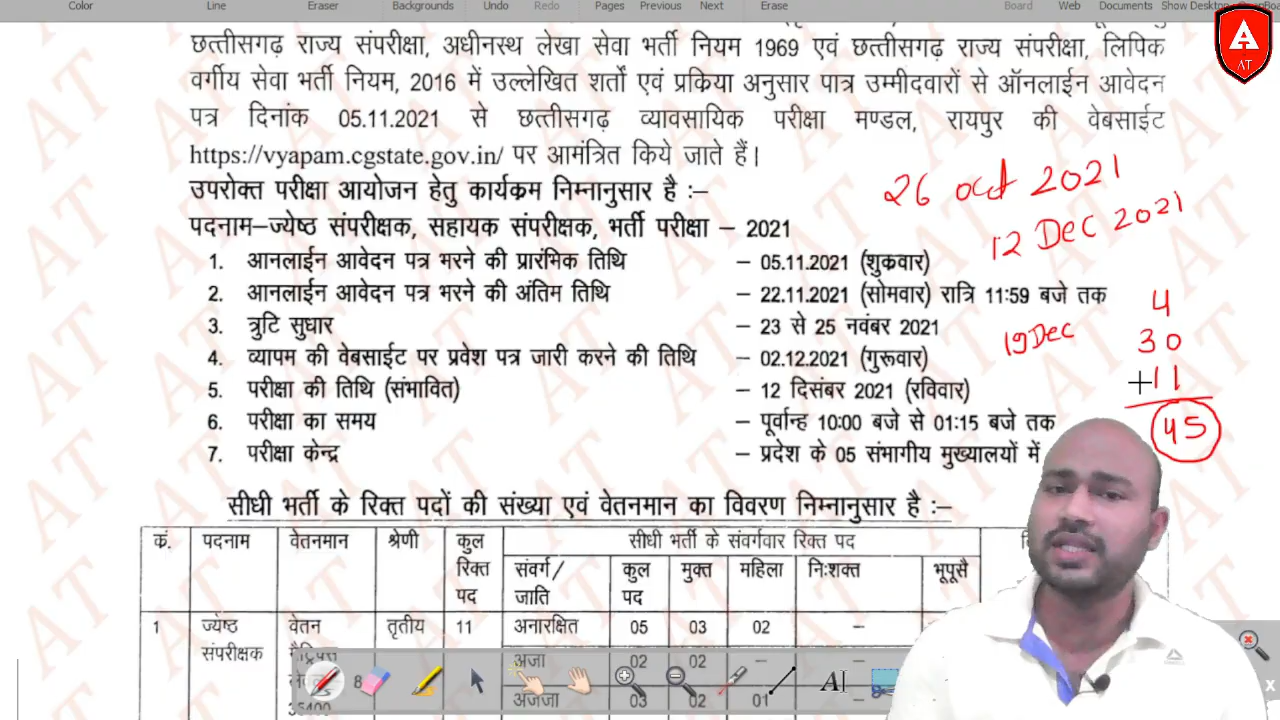 Color Line Eraser Backgrounds Undo Redo Pages Previous Next Erase Board Web Documents Show Desktop
छत्तीसगढ़ राज्य संपरीक्षा, अधीनस्थ लेखा सेवा भर्ती नियम 1969 एवं छत्तीसगढ़ राज्य संपरीक्षा, लिपिक
वर्गीय सेवा भर्ती नियम, 2016 में उल्लेखित शर्तों एवं प्रक्रिया अनुसार पात्र उम्मीदवारों से ऑनलाईन आवेदन
पत्र दिनांक 05.11.2021 से छत्तीसगढ़ व्यावसायिक परीक्षा मण्डल, रायपुर की वेबसाईट
https://vyapam.cgstate.gov.in/ पर आमंत्रित किये जाते हैं।
26 oct 2021
उपरोक्त परीक्षा आयोजन हेतु कार्यकम निम्नानुसार है :–
12 Dec 2021
पदनाम–ज्येष्ठ संपरीक्षक, सहायक संपरीक्षक, भर्ती परीक्षा – 2021
1. आनलाईन आवेदन पत्र भरने की प्रारंभिक तिथि – 05.11.2021 (शुक्रवार)
2. आनलाईन आवेदन पत्र भरने की अंतिम तिथि – 22.11.2021 (सोमवार) रात्रि 11:59 बजे तक
3. त्रुटि सुधार – 23 से 25 नवंबर 2021
19 Dec
4. व्यापम की वेबसाईट पर प्रवेश पत्र जारी करने की तिथि – 02.12.2021 (गुरूवार)
5. परीक्षा की तिथि (संभावित) – 12 दिसंबर 2021 (रविवार)
6. परीक्षा का समय – पूर्वान्ह 10:00 बजे से 01:15 बजे तक
7. परीक्षा केन्द्र – प्रदेश के 05 संभागीय मुख्यालयों में
4
30
+11
45
सीधी भर्ती के रिक्त पदों की संख्या एवं वेतनमान का विवरण निम्नानुसार है :–
कं. पदनाम वेतनमान श्रेणी कुल रिक्त पद सीधी भर्ती के संवर्गवार रिक्त पद
संवर्ग/ जाति कुल पद मुक्त महिला निःशक्त भूपूसै
1 ज्येष्ठ संपरीक्षक वेतन तृतीय 11 अनारक्षित 05 03 02 –
अजा 02 02 – –
8 अजजा 03 02 01 –
35400
AT